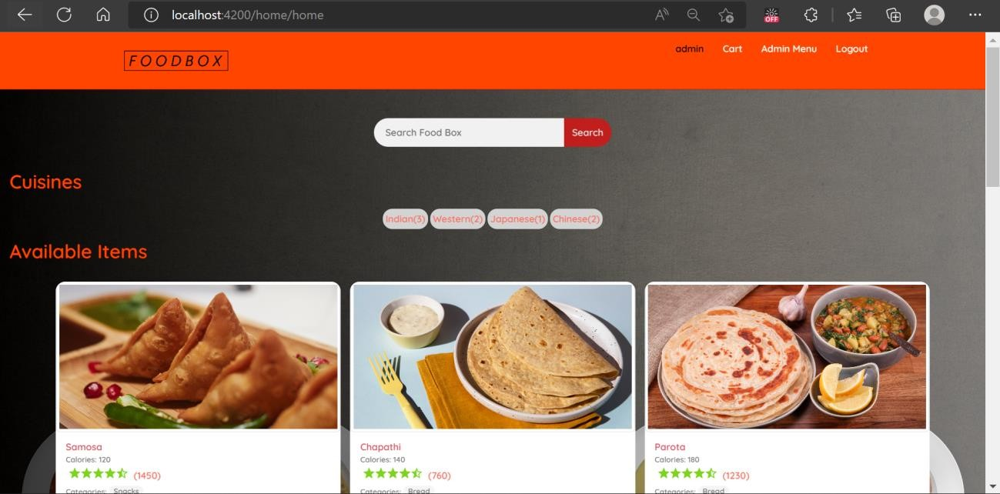 localhost:4200/home/home
OFF
FOODBOX
admin Cart Admin Menu Logout
Search Food Box Search
Cuisines
Indian(3) Western(2) Japanese(1) Chinese(2)
Available Items
Samosa
Calories: 120
(1450)
Categories: Snacks
Chapathi
Calories: 140
(760)
Categories: Bread
Parota
Calories: 180
(1230)
Categories: Bread